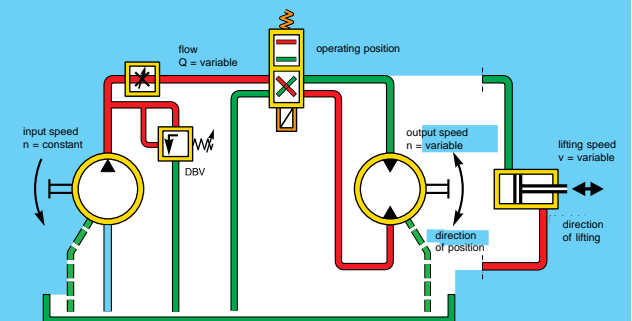 flow
Q = variable
operating position
input speed
n = constant
output speed
n = variable
lifting speed
v = variable
DBV
direction
of position
direction
of lifting